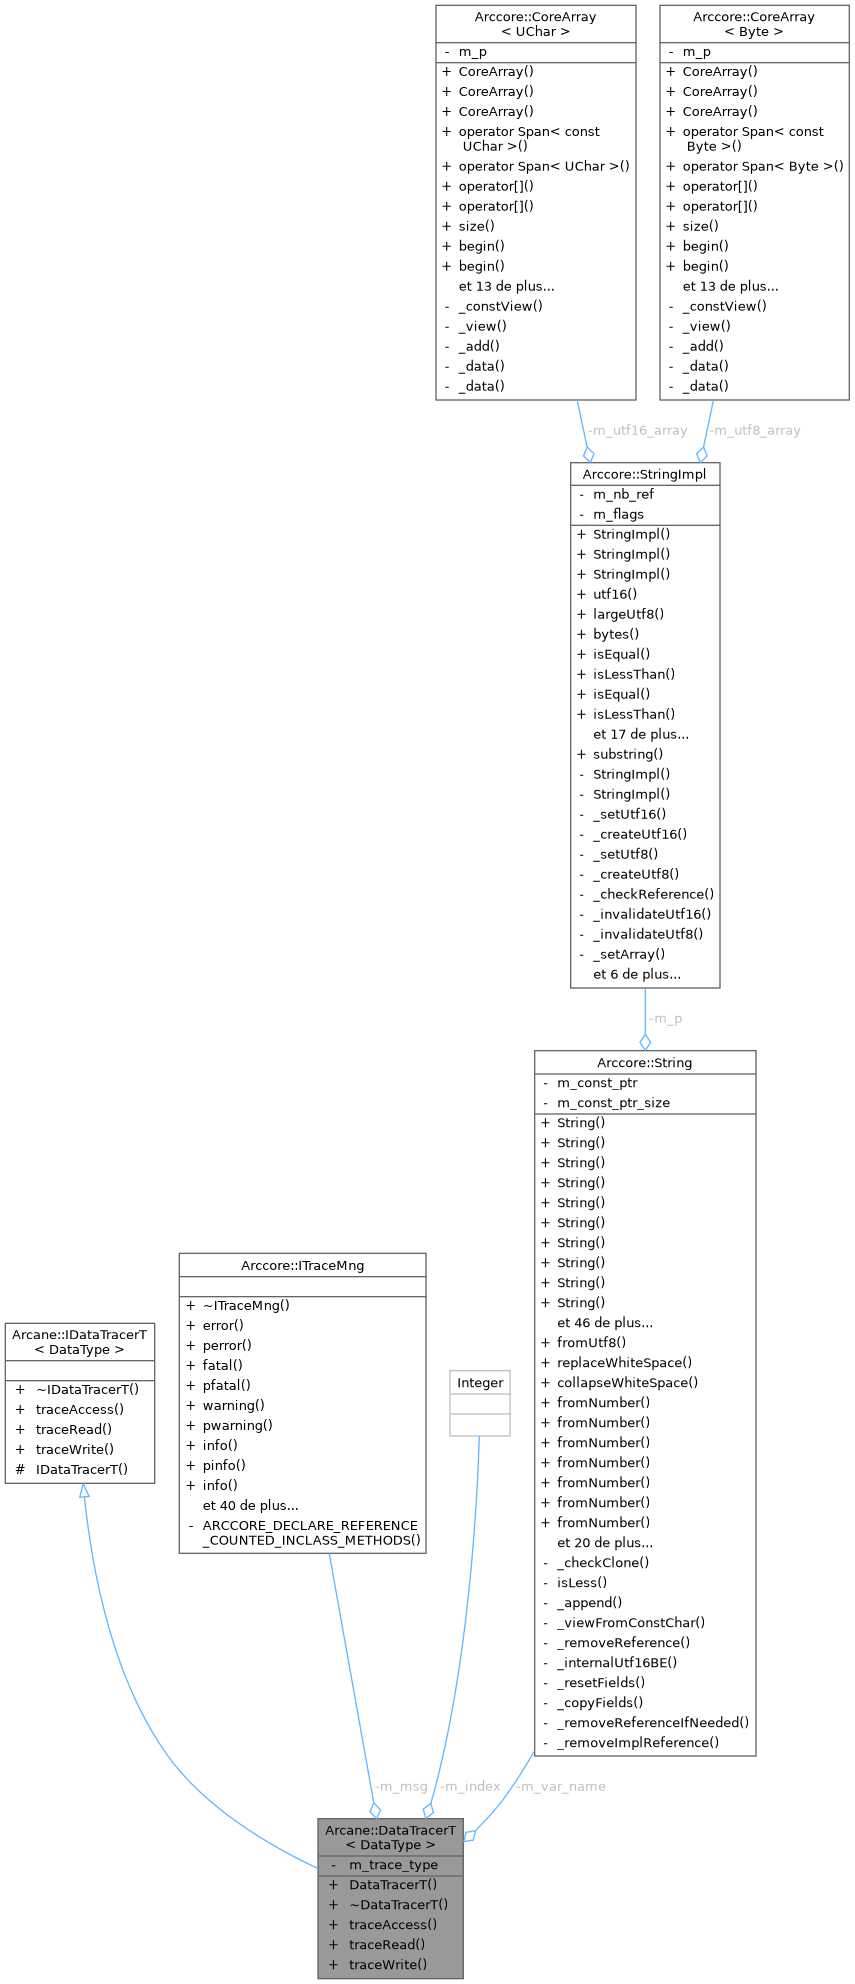 Arccore::CoreArray
< UChar >
- m_p
+ CoreArray()
+ CoreArray()
+ CoreArray()
+ operator Span< const
UChar >()
+ operator Span< UChar >()
+ operator[]()
+ operator[]()
+ size()
+ begin()
+ begin()
et 13 de plus...
- _constView()
- _view()
- _add()
- _data()
- _data()
Arccore::CoreArray
< Byte >
- m_p
+ CoreArray()
+ CoreArray()
+ CoreArray()
+ operator Span< const
Byte >()
+ operator Span< Byte >()
+ operator[]()
+ operator[]()
+ size()
+ begin()
+ begin()
et 13 de plus...
- _constView()
- _view()
- _add()
- _data()
- _data()
-m_utf16_array
-m_utf8_array
Arccore::StringImpl
- m_nb_ref
- m_flags
+ StringImpl()
+ StringImpl()
+ StringImpl()
+ utf16()
+ largeUtf8()
+ bytes()
+ isEqual()
+ isLessThan()
+ isEqual()
+ isLessThan()
et 17 de plus...
+ substring()
- StringImpl()
- StringImpl()
- _setUtf16()
- _createUtf16()
- _setUtf8()
- _createUtf8()
- _checkReference()
- _invalidateUtf16()
- _invalidateUtf8()
- _setArray()
et 6 de plus...
-m_p
Arccore::String
- m_const_ptr
- m_const_ptr_size
+ String()
+ String()
+ String()
+ String()
+ String()
+ String()
+ String()
+ String()
+ String()
+ String()
et 46 de plus...
+ fromUtf8()
+ replaceWhiteSpace()
+ collapseWhiteSpace()
+ fromNumber()
+ fromNumber()
+ fromNumber()
+ fromNumber()
+ fromNumber()
+ fromNumber()
+ fromNumber()
et 20 de plus...
- _checkClone()
- isLess()
- _append()
- _viewFromConstChar()
- _removeReference()
- _internalUtf16BE()
- _resetFields()
- _copyFields()
- _removeReferenceIfNeeded()
- _removeImplReference()
Arccore::ITraceMng
+ ~ITraceMng()
+ error()
+ perror()
+ fatal()
+ pfatal()
+ warning()
+ pwarning()
+ info()
+ pinfo()
+ info()
et 40 de plus...
- ARCCORE_DECLARE_REFERENCE
_COUNTED_INCLASS_METHODS()
Arcane::IDataTracerT
< DataType >
+ ~IDataTracerT()
+ traceAccess()
+ traceRead()
+ traceWrite()
# IDataTracerT()
Integer
-m_msg
-m_index
-m_var_name
Arcane::DataTracerT
< DataType >
- m_trace_type
+ DataTracerT()
+ ~DataTracerT()
+ traceAccess()
+ traceRead()
+ traceWrite()